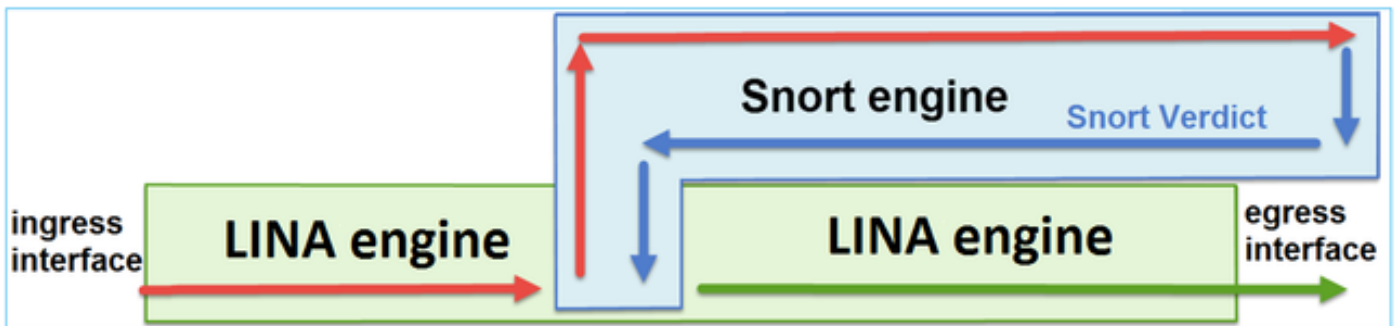 Snort engine
Snort Verdict
ingress
interface
LINA engine
LINA engine
egress
interface